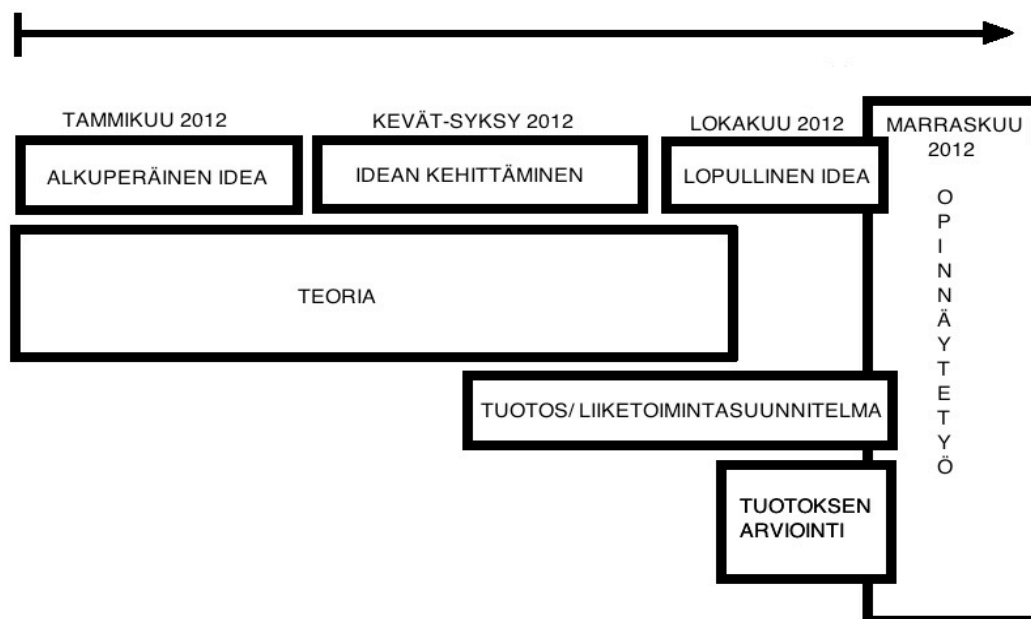 TAMMIKUU 2012
KEVÄT-SYKSY 2012
LOKAKUU 2012
MARRASKUU
2012
ALKUPERÄINEN IDEA
IDEAN KEHITTÄMINEN
LOPULLINEN IDEA
TEORIA
TUOTOS/ LIIKETOIMINTASUUNNITELMA
TUOTOKSEN
ARVIOINTI
O
P
I
N
N
Ä
Y
T
E
T
Y
Ö